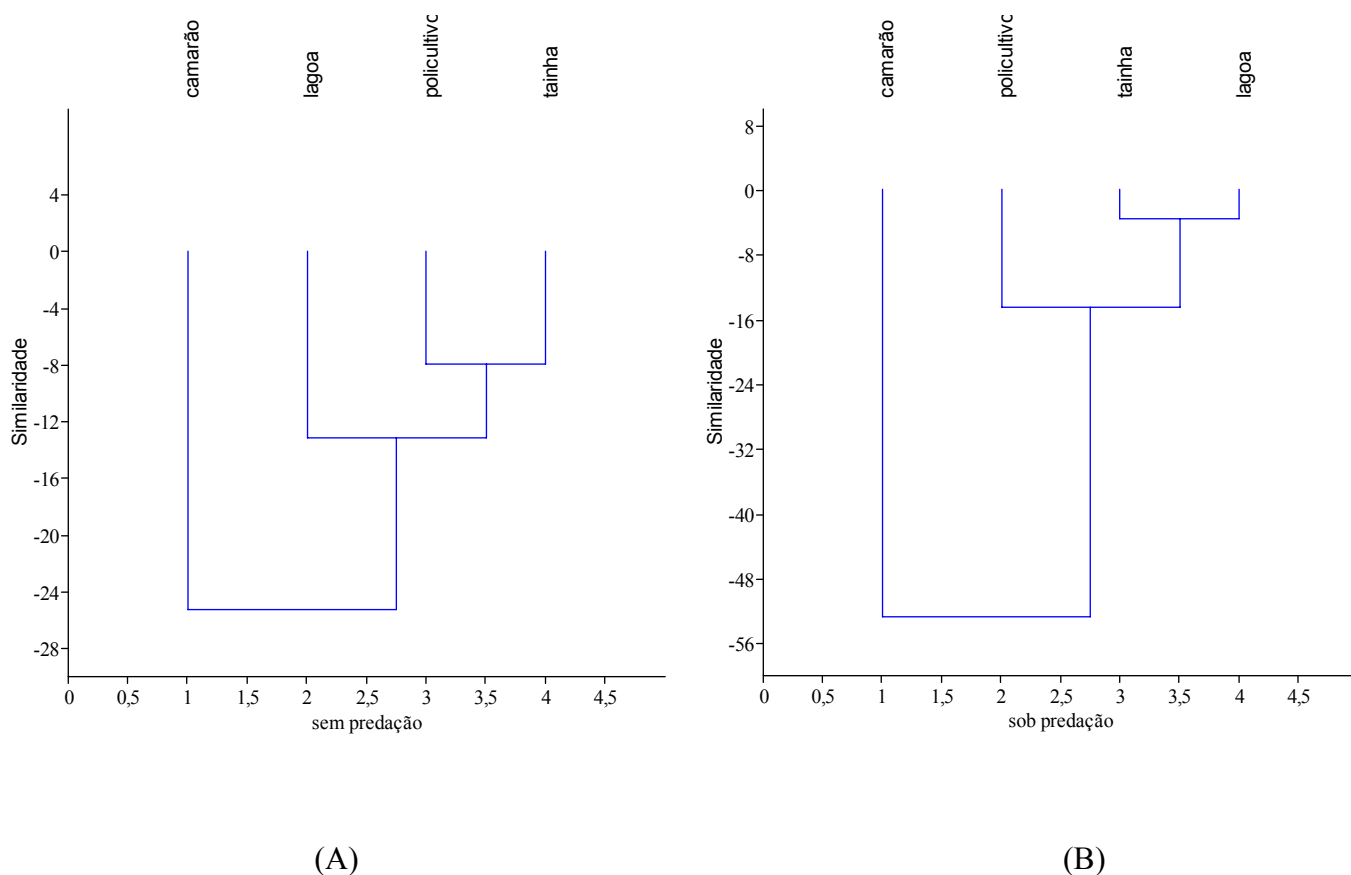 camarão
lagoa
policultivo
tainha
4
0
-4
-8
-12
-16
-20
-24
-28
Similaridade
0 0,5 1 1,5 2 2,5 3 3,5 4 4,5
sem predação
(A)
camarão
policultivo
tainha
lagoa
8
0
-8
-16
-24
-32
-40
-48
-56
Similaridade
0 0,5 1 1,5 2 2,5 3 3,5 4 4,5
sob predação
(B)